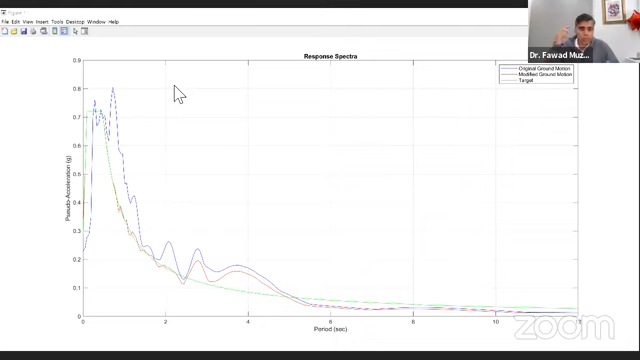 Figure 1
File Edit View Insert Tools Desktop Window Help
Dr. Fawad Muz...
Response Spectra
Original Ground Motion
Modified Ground Motion
Target
0.9
0.8
0.7
0.6
0.5
0.4
0.3
0.2
0.1
0
Pseudo-Acceleration (g)
0 2 4 6 8 10
Period (sec)
zoom